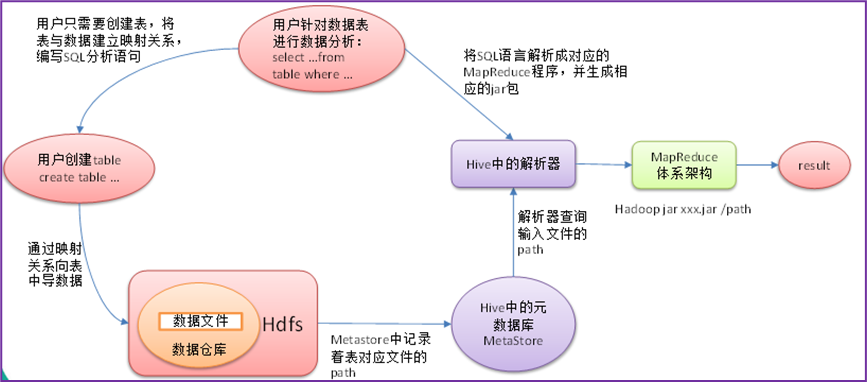 用户只需要创建表，将
表与数据建立映射关系，
编写SQL分析语句
用户针对数据表
进行数据分析：
select ...from
table where ...
将SQL语言解析成对应的
MapReduce程序，并生成相
应的jar包
用户创建table
create table ...
Hive中的解析器
MapReduce
体系架构
result
Hadoop jar xxx.jar /path
解析器查询
输入文件的
path
通过映射
关系向表
中导数据
数据文件
数据仓库
Hdfs
Metastore中记录
着表对应文件的
path
Hive中的元
数据库
MetaStore